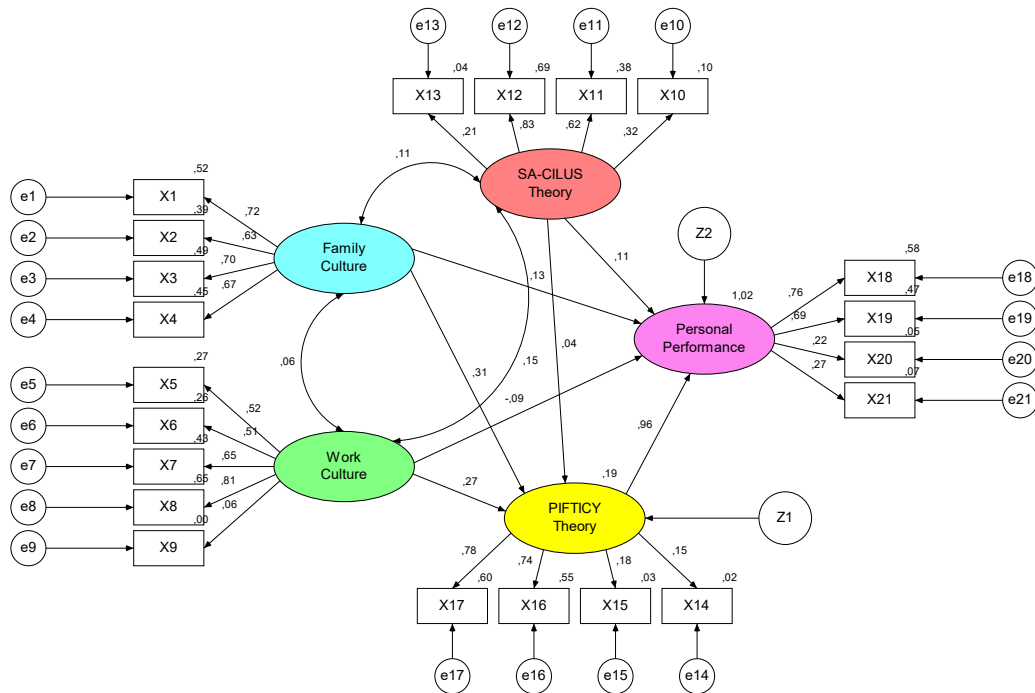 e13
e12
e11
e10
,04
,69
,38
,10
X13
X12
X11
X10
,21
,83
,62
,32
,11
SA-CILUS
Theory
,52
e1
X1
,39
,72
e2
X2
,49
,63
e3
X3
,45
,70
e4
X4
,67
Family
Culture
Z2
,13
,11
1,02
Personal
Performance
,58
,76
X18
e18
,47
,69
X19
e19
,05
,22
X20
e20
,07
,27
X21
e21
,06
,15
,04
,31
-,09
,96
,27
e5
X5
,26
,52
e6
X6
,43
,51
e7
X7
,65
,65
e8
X8
,81
,00
,06
e9
X9
Work
Culture
,27
,19
PIFTICY
Theory
Z1
,78
,74
,18
,15
,60
,55
,03
,02
X17
X16
X15
X14
e17
e16
e15
e14